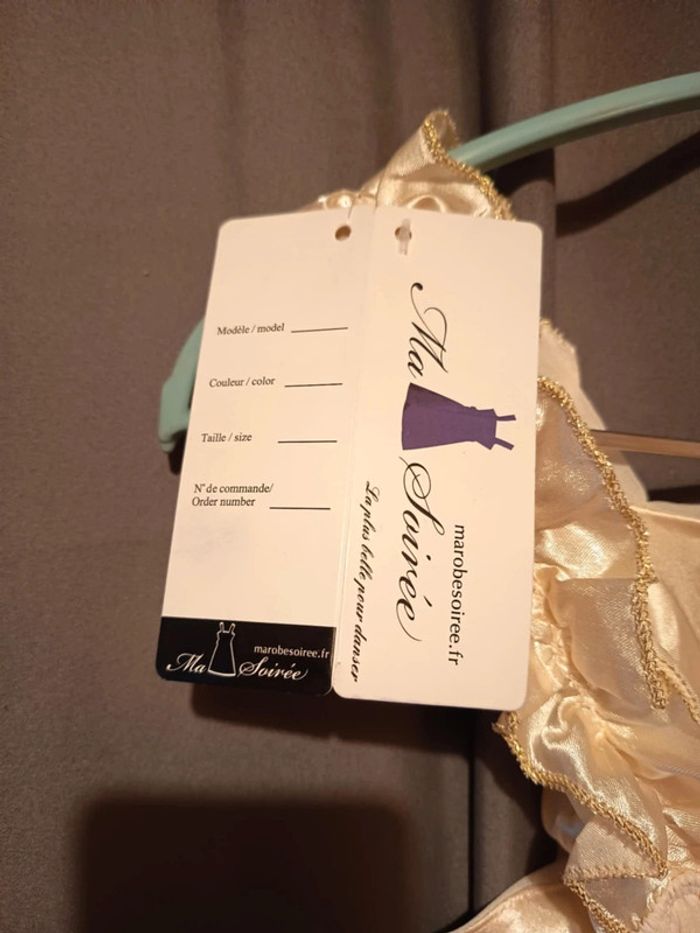 Modèle / model
Couleur / color
Taille / size
N° de commande/
Order number
marobesoiree.fr
Ma Soirée
Ma Soirée
marobesoiree.fr
La plus belle pour danser